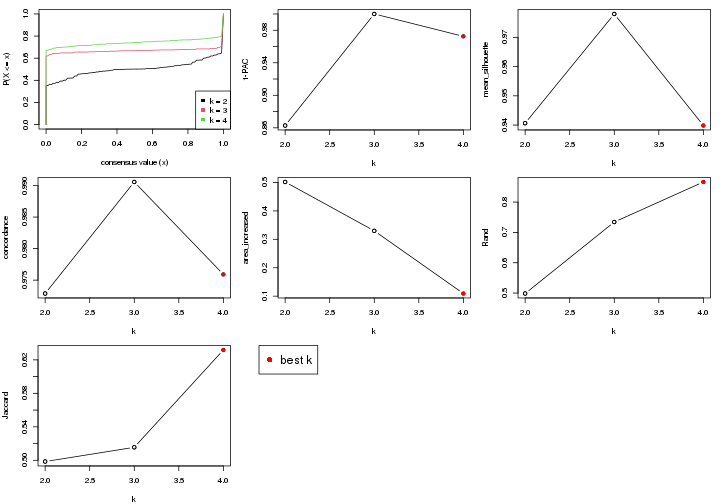 P(X <= x)
0.0 0.2 0.4 0.6 0.8 1.0
k = 2
k = 3
k = 4
0.0 0.2 0.4 0.6 0.8 1.0
consensus value (x)
1-PAC
0.86 0.90 0.94 0.98
2.0 2.5 3.0 3.5 4.0
k
mean_silhouette
0.94 0.95 0.96 0.97
2.0 2.5 3.0 3.5 4.0
k
concordance
0.975 0.980 0.985 0.990
2.0 2.5 3.0 3.5 4.0
k
area_increased
0.1 0.2 0.3 0.4 0.5
2.0 2.5 3.0 3.5 4.0
k
Rand
0.5 0.6 0.7 0.8
2.0 2.5 3.0 3.5 4.0
k
Jaccard
0.50 0.54 0.58 0.62
2.0 2.5 3.0 3.5 4.0
k
best k